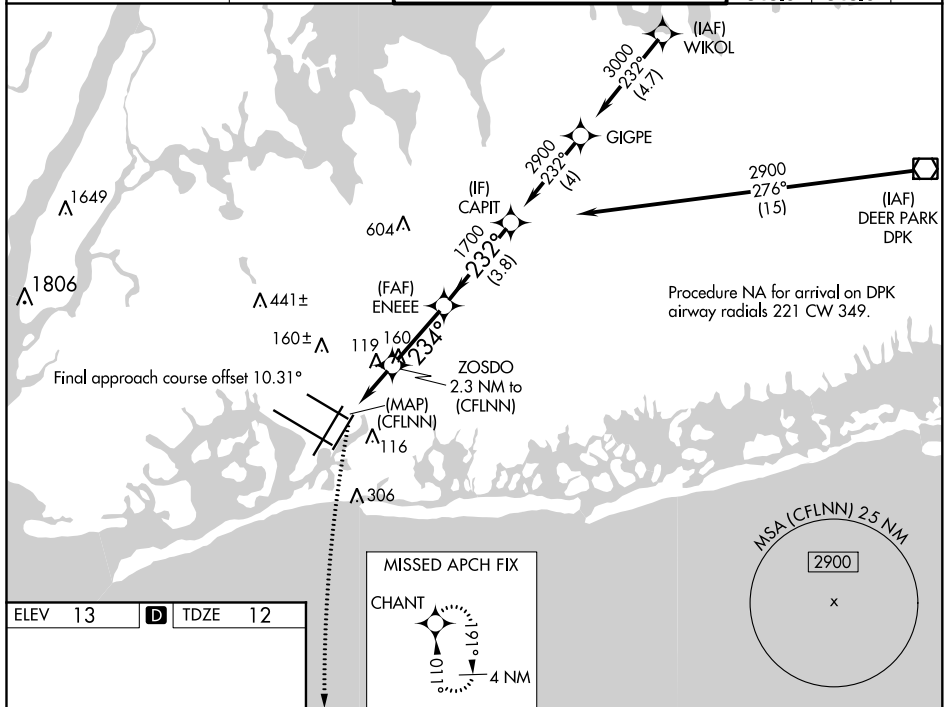 (IAF)
WIKOL
3000
232°
(4.7)
GIGPE
2900
232°
(4)
2900
276°
(15)
(IAF)
DEER PARK
DPK
(IF)
CAPIT
1649
604
1700
232°
(3.8)
1806
(FAF)
ENEEE
441±
Procedure NA for arrival on DPK
airway radials 221 CW 349.
160±
119
160
234°
ZOSDO
2.3 NM to
(CFLNN)
Final approach course offset 10.31°
(MAP)
(CFLNN)
116
306
MSA (CFLNN) 25 NM
2900
x
MISSED APCH FIX
CHANT
191°
011°
4 NM
ELEV 13 D TDZE 12